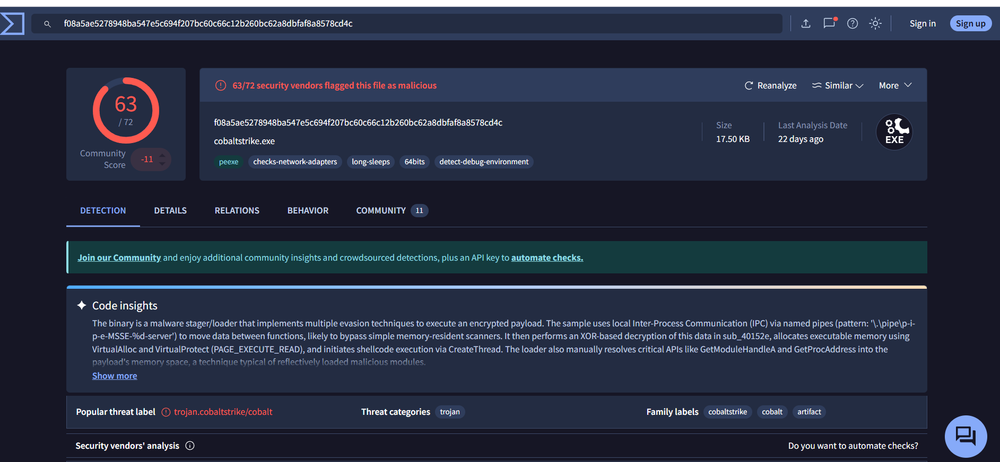 f08a5ae5278948ba547e5c694f207bc60c66c12b260bc62a8dbfaf8a8578cd4c
Sign in
Sign up
63
/ 72
Community
Score
-11
63/72 security vendors flagged this file as malicious
Reanalyze
Similar
More
f08a5ae5278948ba547e5c694f207bc60c66c12b260bc62a8dbfaf8a8578cd4c
cobaltstrike.exe
peexe
checks-network-adapters
long-sleeps
64bits
detect-debug-environment
Size
17.50 KB
Last Analysis Date
22 days ago
EXE
DETECTION
DETAILS
RELATIONS
BEHAVIOR
COMMUNITY
11
Join our Community and enjoy additional community insights and crowdsourced detections, plus an API key to automate checks.
Code insights
The binary is a malware stager/loader that implements multiple evasion techniques to execute an encrypted payload. The sample uses local Inter-Process Communication (IPC) via named pipes (pattern: '\.\pipe\p-i-
p-e-MSSE-%d-server') to move data between functions, likely to bypass simple memory-resident scanners. It then performs an XOR-based decryption of this data in sub_40152e, allocates executable memory using
VirtualAlloc and VirtualProtect (PAGE_EXECUTE_READ), and initiates shellcode execution via CreateThread. The loader also manually resolves critical APIs like GetModuleHandleA and GetProcAddress into the
payload's memory space, a technique typical of reflectively loaded malicious modules.
Show more
Popular threat label
trojan.cobaltstrike/cobalt
Threat categories
trojan
Family labels
cobaltstrike
cobalt
artifact
Security vendors' analysis
Do you want to automate checks?